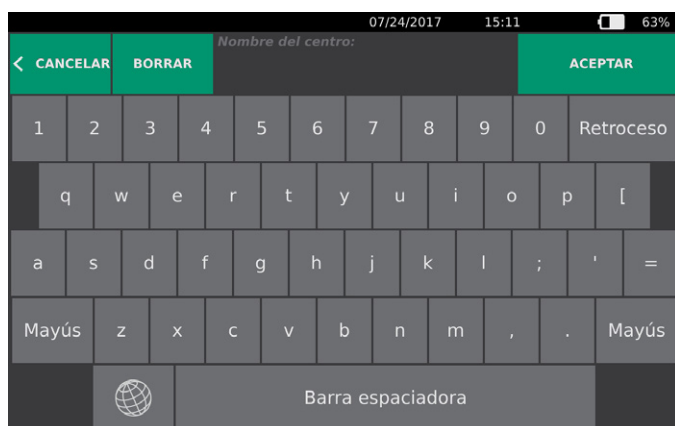 07/24/2017 15:11 63%
Nombre del centro:
< CANCELAR BORRAR ACEPTAR
1 2 3 4 5 6 7 8 9 0 Retroceso
q w e r t y u i o p [
a s d f g h j k l ; ' =
Mayús z x c v b n m , . Mayús
Barra espaciadora